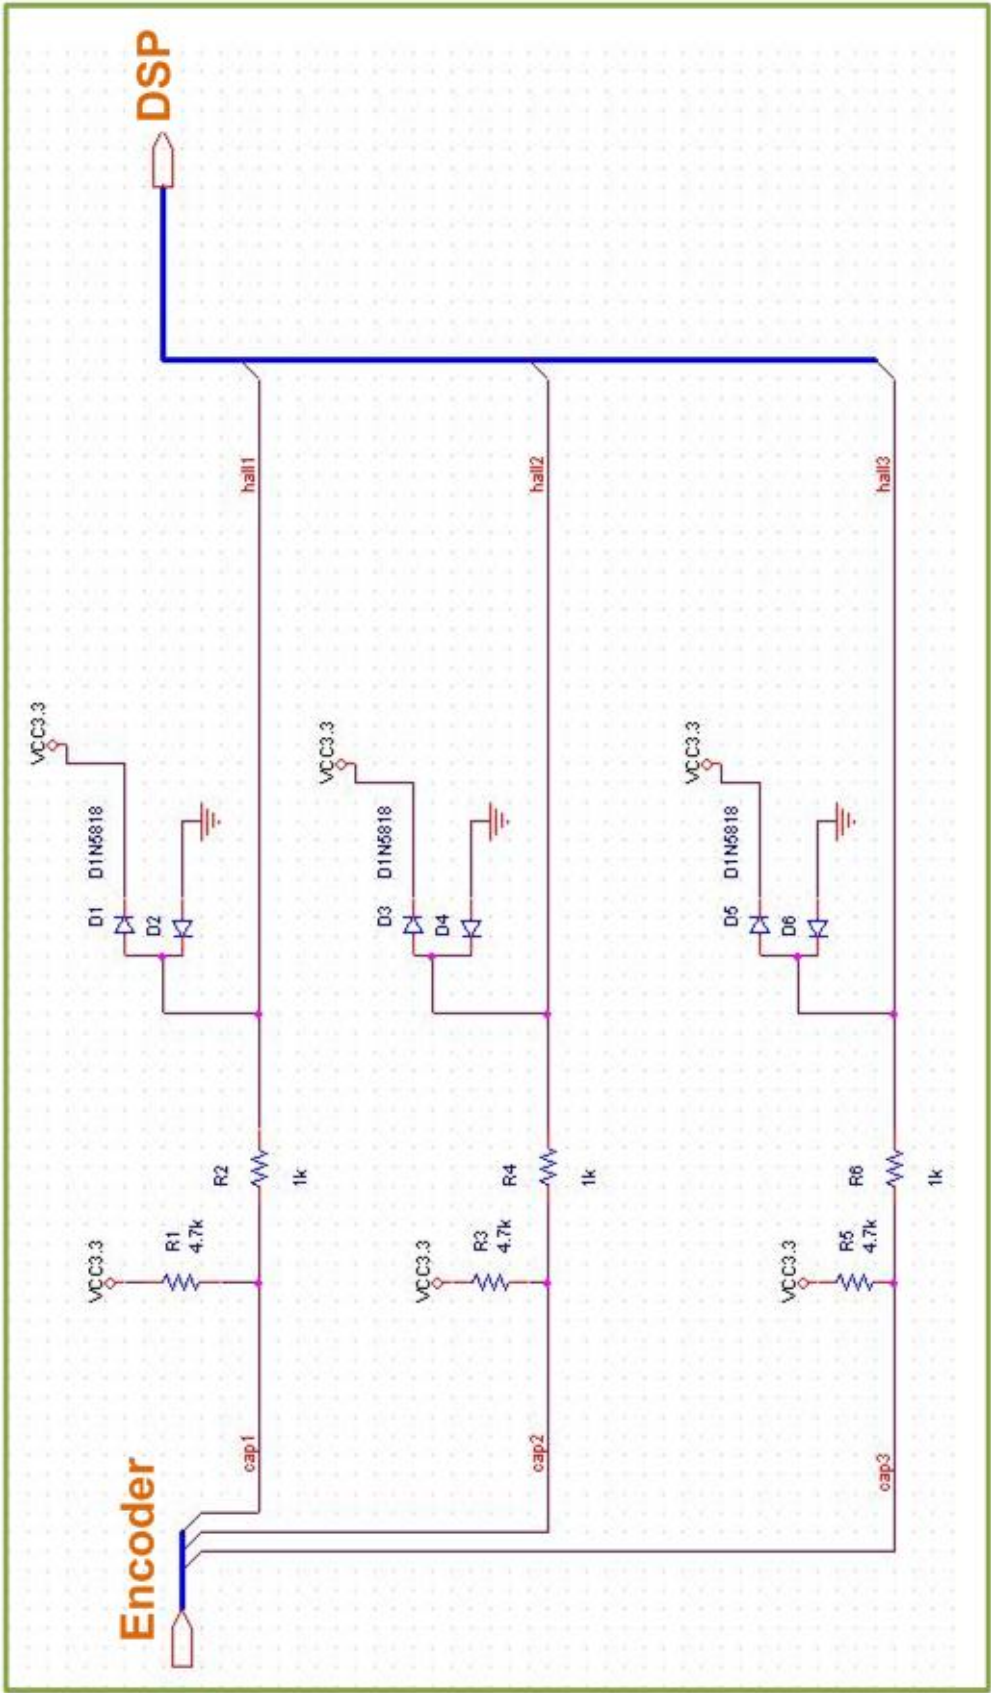 Encoder
DSP
VCC3.3
D1N5818
D1
D2
hall1
R2
1k
VCC3.3
R1
4.7k
cap1
VCC3.3
D1N5818
D3
D4
hall2
R4
1k
VCC3.3
R3
4.7k
cap2
VCC3.3
D1N5818
D5
D6
hall3
R6
1k
VCC3.3
R5
4.7k
cap3